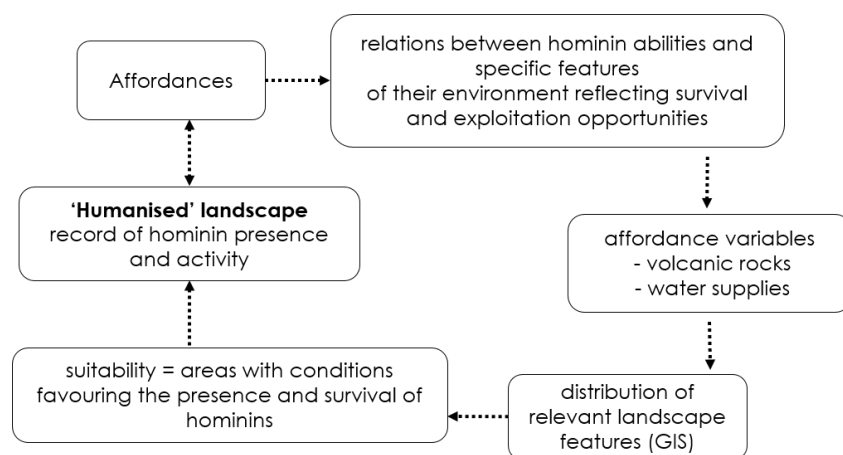 Affordances
relations between hominin abilities and
specific features
of their environment reflecting survival
and exploitation opportunities
'Humanised' landscape
record of hominin presence
and activity
affordance variables
- volcanic rocks
- water supplies
suitability = areas with conditions
favouring the presence and survival of
hominins
distribution of
relevant landscape
features (GIS)